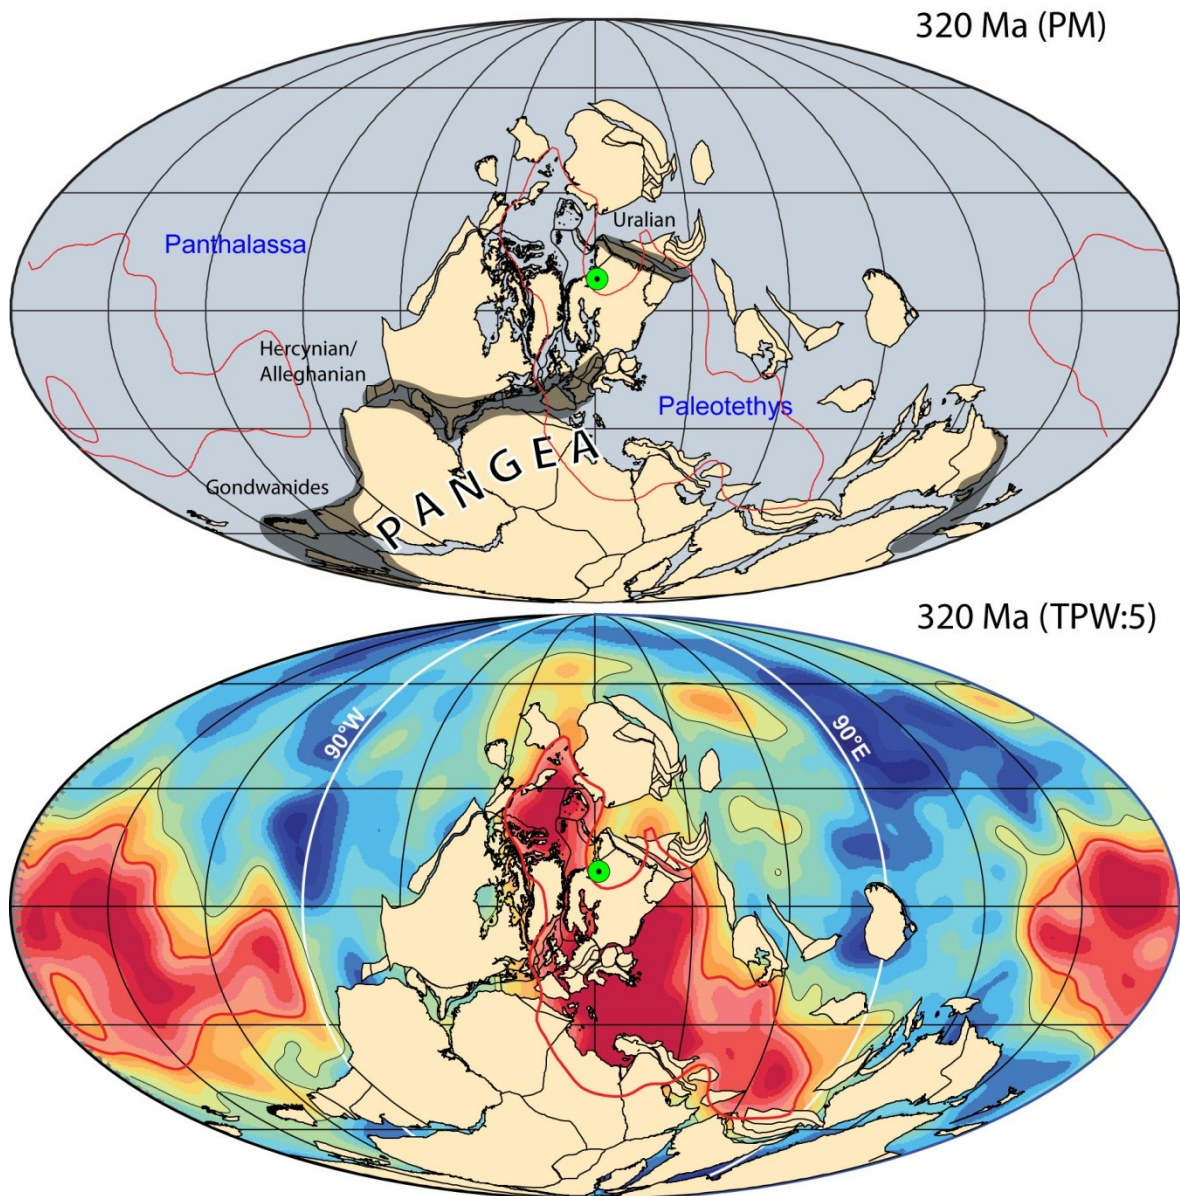 320 Ma (PM)
Uralian
Panthalassa
Hercynian/
Alleghanian
Paleotethys
PANGEA
Gondwanides
320 Ma (TPW:5)
90°W
90°E